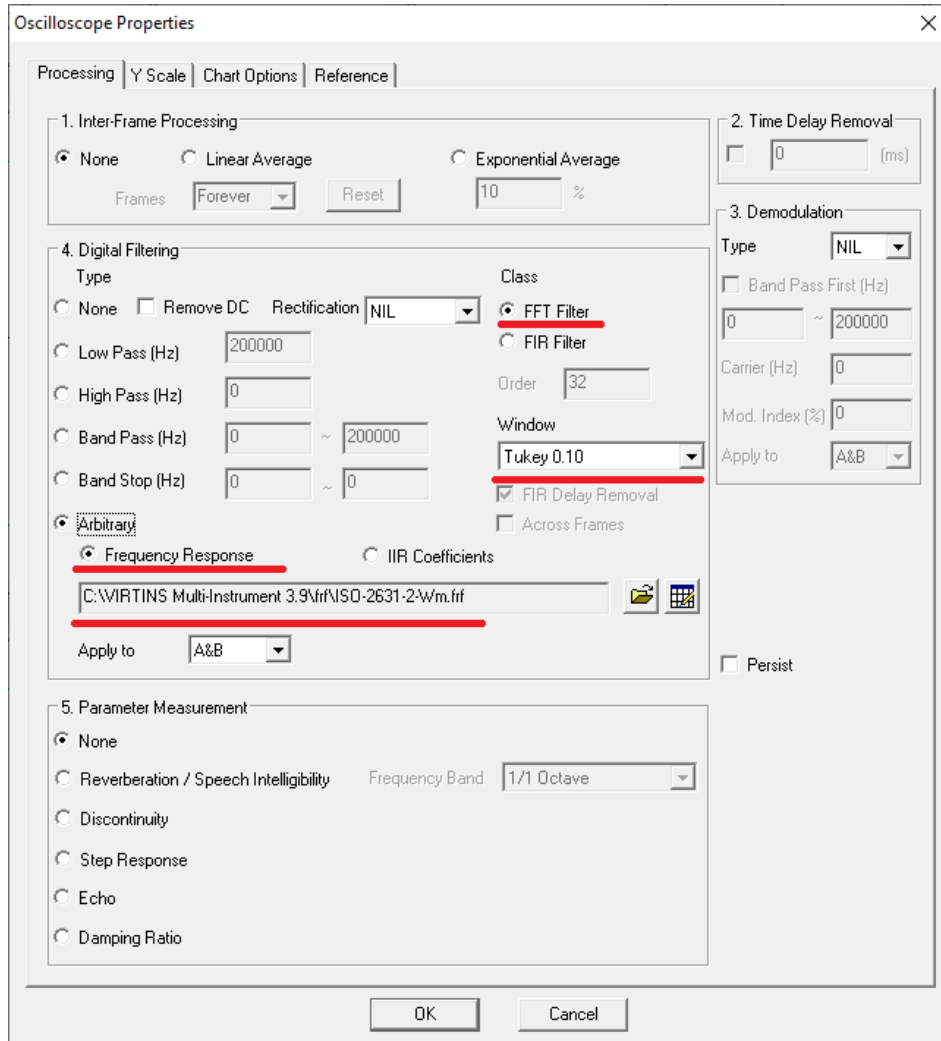 Oscilloscope Properties
Processing Y Scale Chart Options Reference
1. Inter-Frame Processing
None Linear Average Exponential Average
Frames Forever Reset 10 %
2. Time Delay Removal
0 (ms)
3. Demodulation
Type NIL
Band Pass First (Hz)
0 ~ 200000
Carrier (Hz) 0
Mod. Index (%) 0
Apply to A&B
4. Digital Filtering
Type
None Remove DC Rectification NIL
Low Pass (Hz) 200000
High Pass (Hz) 0
Band Pass (Hz) 0 ~ 200000
Band Stop (Hz) 0 ~ 0
Class
FFT Filter
FIR Filter
Order 32
Window
Tukey 0.10
FIR Delay Removal
Across Frames
Arbitrary
Frequency Response IIR Coefficients
C:\VIRTINS Multi-Instrument 3.9\frf\ISO-2631-2-Wm.frf
Apply to A&B
Persist
5. Parameter Measurement
None
Reverberation / Speech Intelligibility Frequency Band 1/1 Octave
Discontinuity
Step Response
Echo
Damping Ratio
OK Cancel